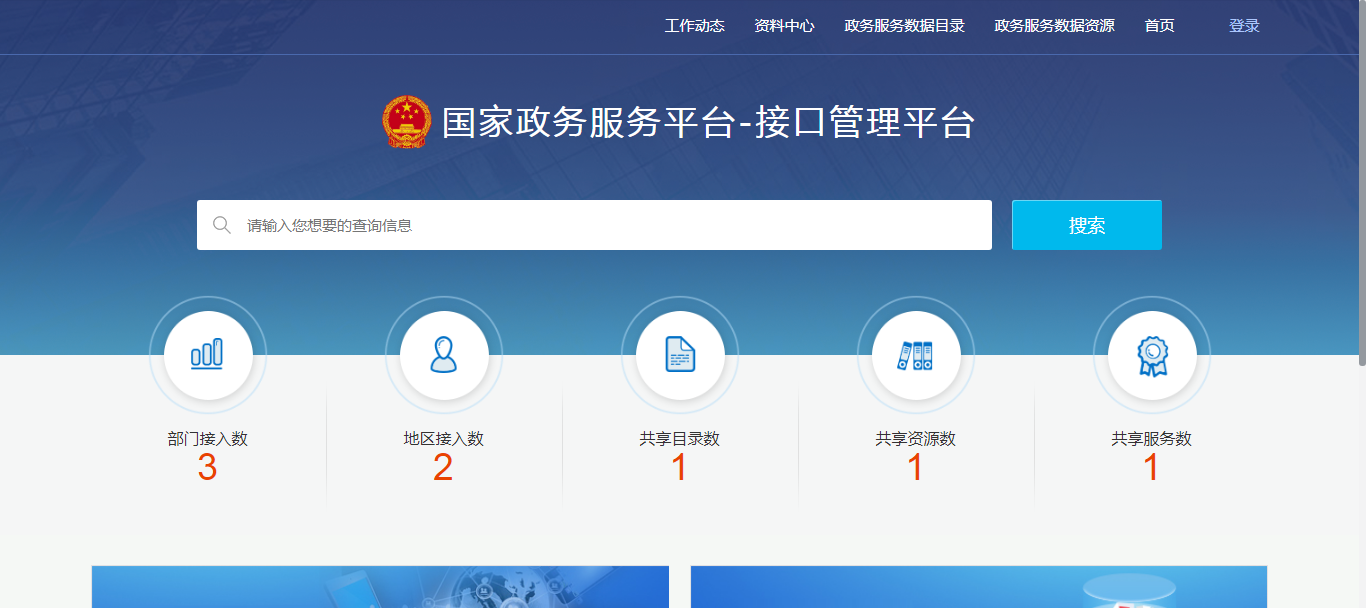 工作动态 资料中心 政务服务数据目录 政务服务数据资源 首页 登录
国家政务服务平台-接口管理平台
请输入您想要的查询信息 搜索
部门接入数 地区接入数 共享目录数 共享资源数 共享服务数
3 2 1 1 1